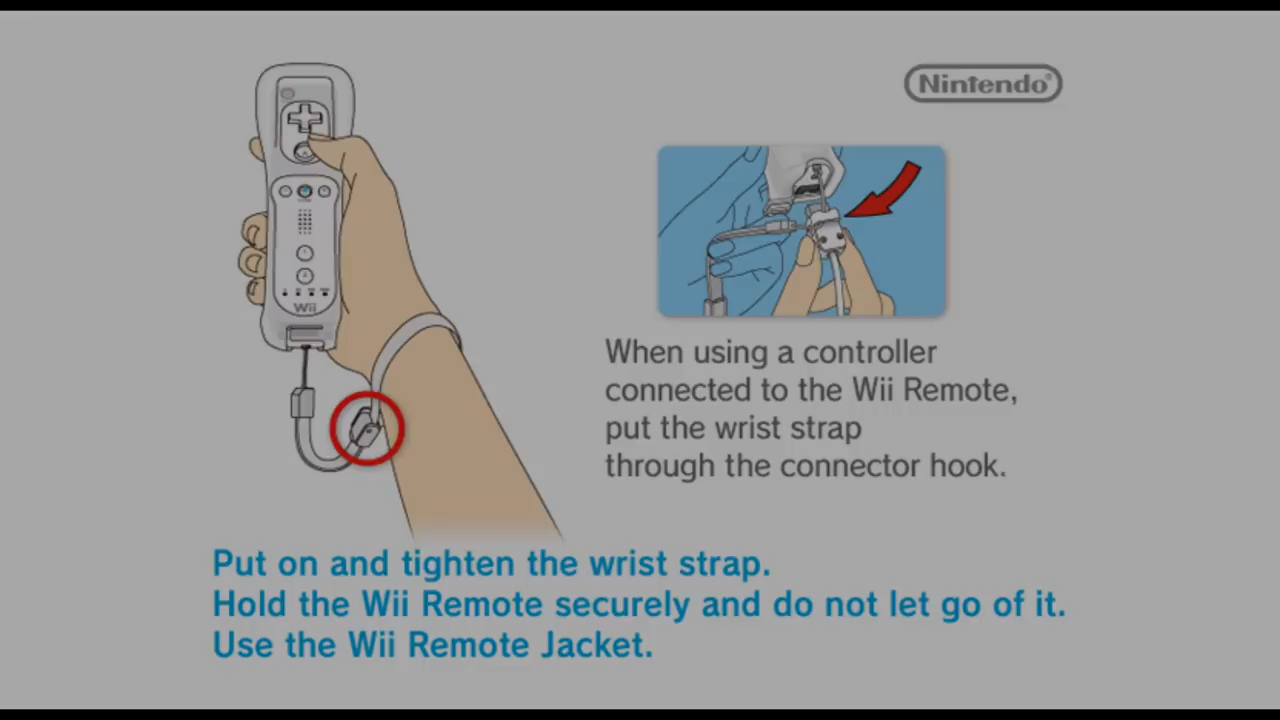 Nintendo®
When using a controller
connected to the Wii Remote,
put the wrist strap
through the connector hook.
Wii
Put on and tighten the wrist strap.
Hold the Wii Remote securely and do not let go of it.
Use the Wii Remote Jacket.